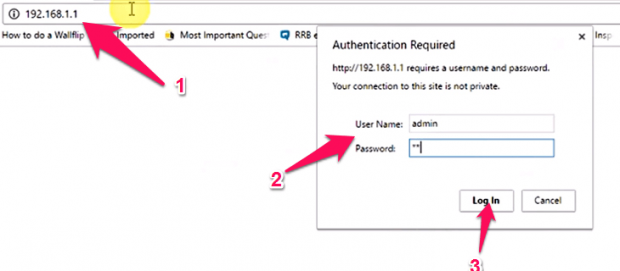 192.168.1.1
How to do a Wallflip Imported Most Important Ques RRB e Insp
Authentication Required
http://192.168.1.1 requires a username and password.
Your connection to this site is not private.
User Name: admin
Password: **
Log In Cancel
1
2
3